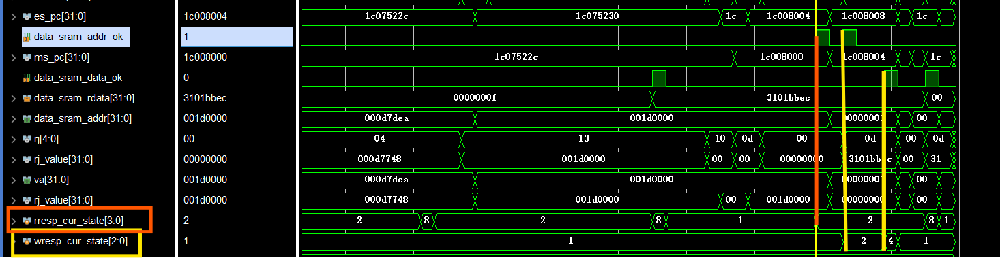 es_pc[31:0] 1c008004 1c07522c 1c075230 1c 1c008004 1c008008 1c
data_sram_addr_ok 1
ms_pc[31:0] 1c008000 1c07522c 1c008000 1c008004 1c
data_sram_data_ok 0
data_sram_rdata[31:0] 3101bbec 0000000f 3101bbec 00
data_sram_addr[31:0] 001d0000 000d7dea 001d0000 00000001 00
rj[4:0] 00 04 13 10 0d 00 0d 00 0d
rj_value[31:0] 00000000 000d7748 001d0000 00 00 00000000 3101bbec 00 31
va[31:0] 001d0000 000d7dea 001d0000 00000001 00
rj_value[31:0] 001d0000 000d7748 001d0000 00 001d0000 00000000 00
rresp_cur_state[3:0] 2 2 8 2 8 1 2 8 1
wresp_cur_state[2:0] 1 1 2 4 1